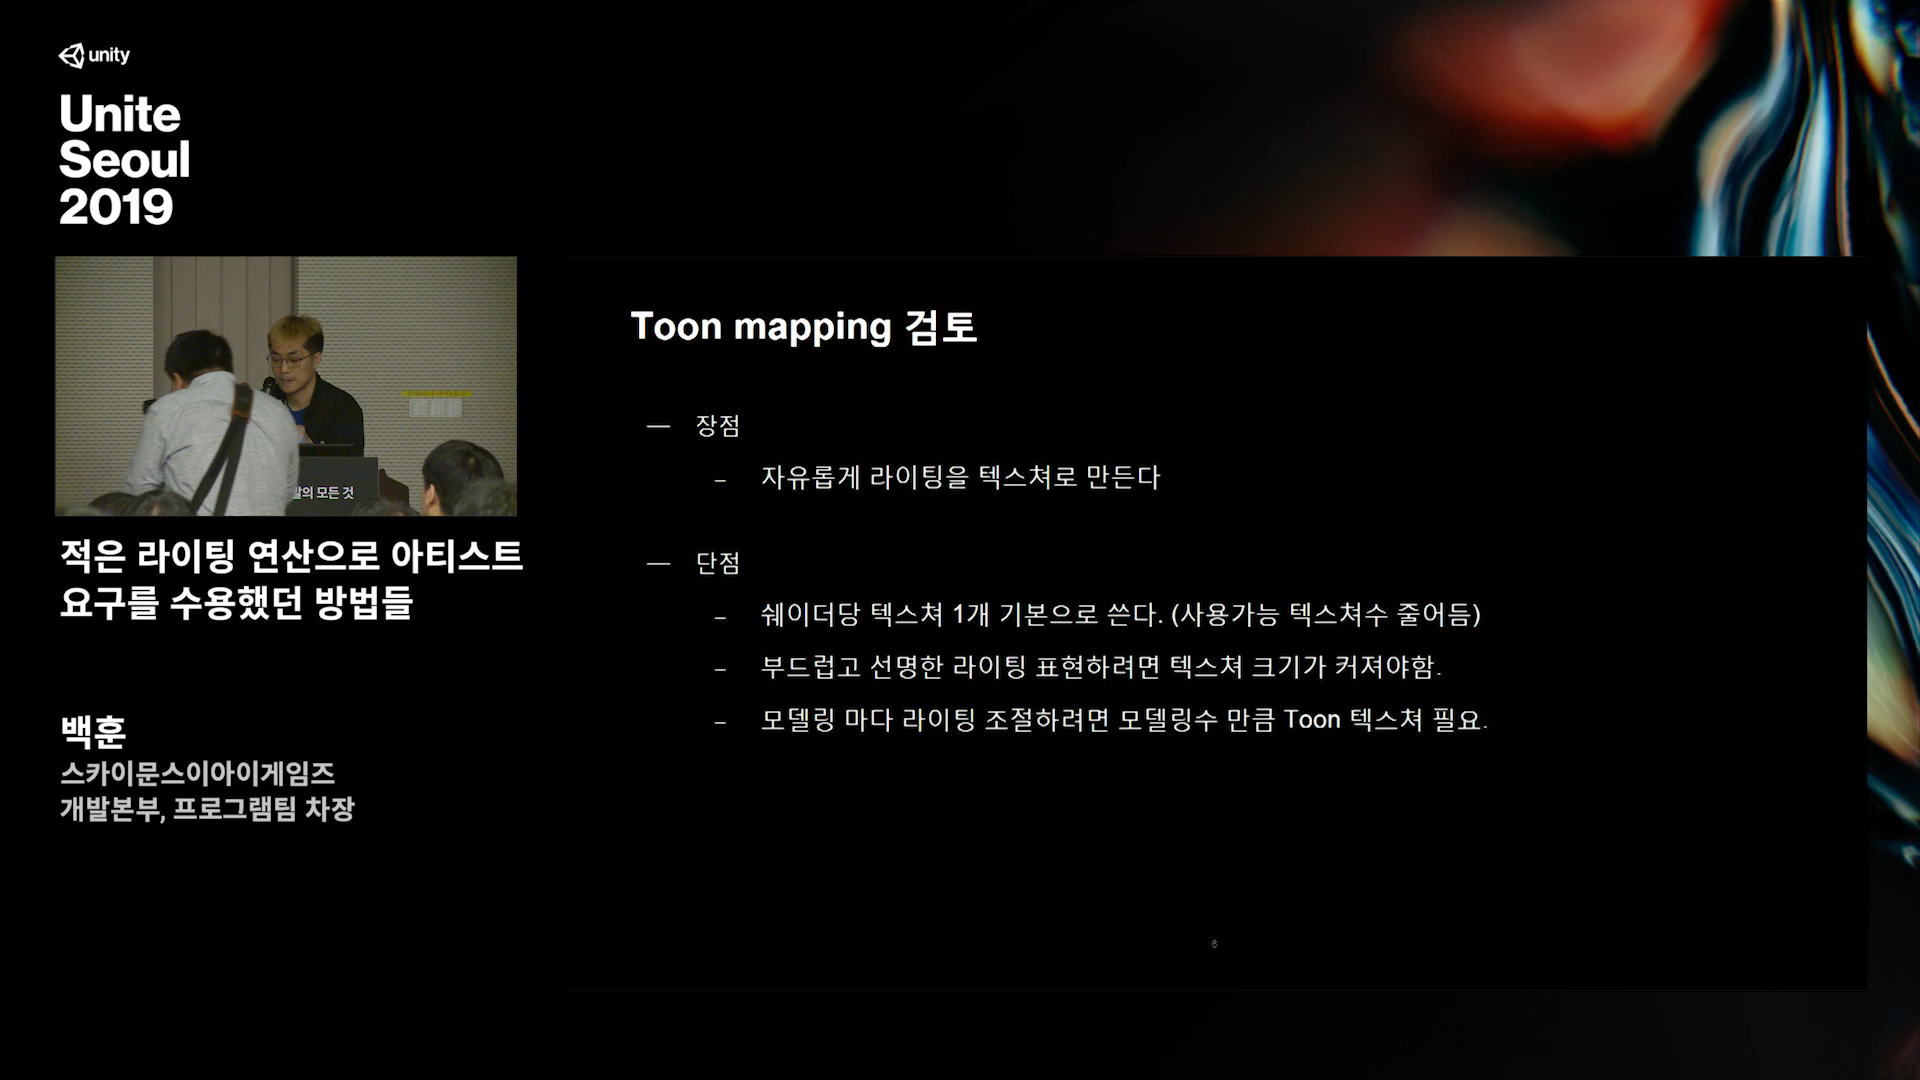 unity
Unite
Seoul
2019
의 모든 것
적은 라이팅 연산으로 아티스트
요구를 수용했던 방법들
백훈
스카이문스이아이게임즈
개발본부, 프로그램팀 차장
Toon mapping 검토
— 장점
– 자유롭게 라이팅을 텍스쳐로 만든다
— 단점
– 쉐이더당 텍스쳐 1개 기본으로 쓴다. (사용가능 텍스쳐수 줄어듬)
– 부드럽고 선명한 라이팅 표현하려면 텍스쳐 크기가 커져야함.
– 모델링 마다 라이팅 조절하려면 모델링수 만큼 Toon 텍스쳐 필요.
6